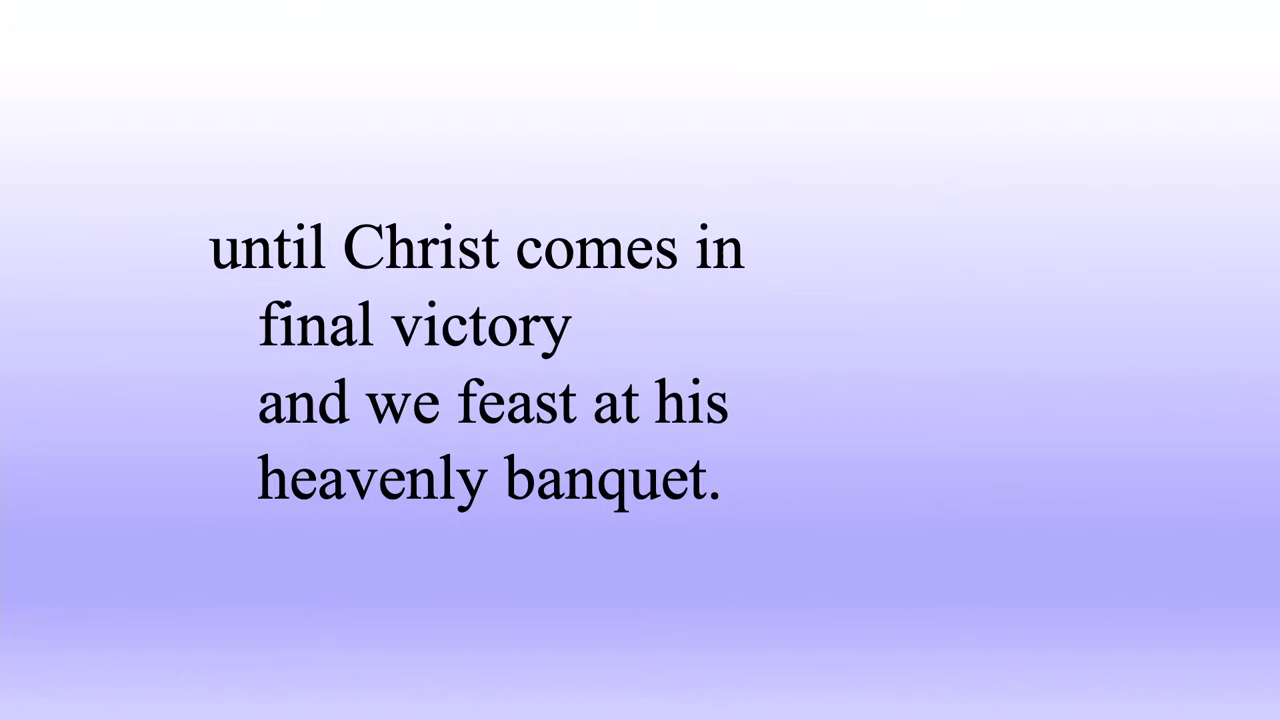 until Christ comes in
final victory
and we feast at his
heavenly banquet.